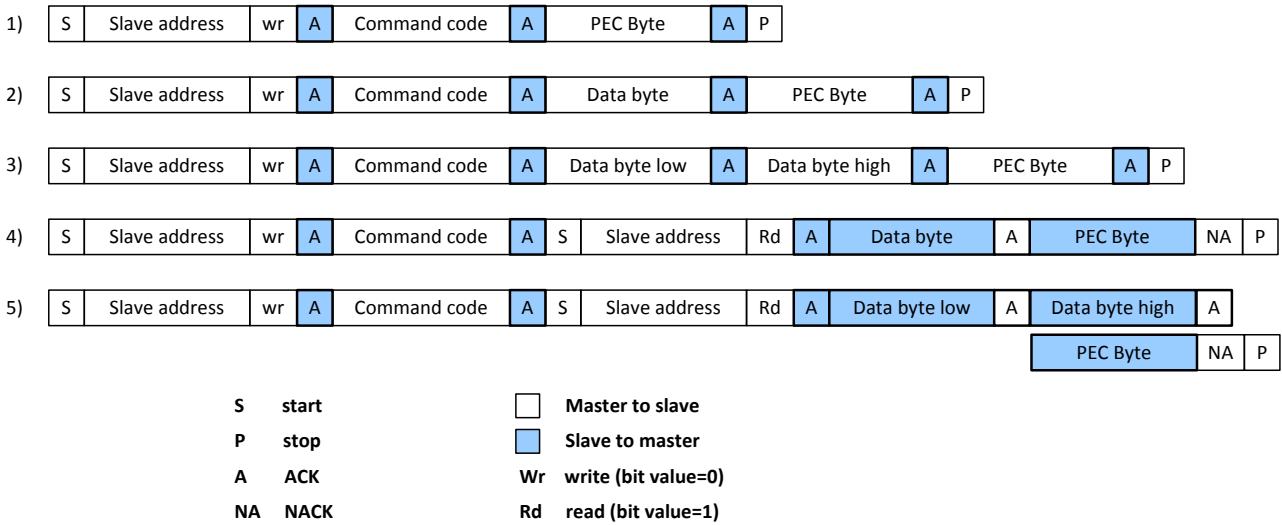 1) S Slave address wr A Command code A PEC Byte A P
2) S Slave address wr A Command code A Data byte A PEC Byte A P
3) S Slave address wr A Command code A Data byte low A Data byte high A PEC Byte A P
4) S Slave address wr A Command code A S Slave address Rd A Data byte A PEC Byte NA P
5) S Slave address wr A Command code A S Slave address Rd A Data byte low A Data byte high A
PEC Byte NA P
S start Master to slave
P stop Slave to master
A ACK Wr write (bit value=0)
NA NACK Rd read (bit value=1)